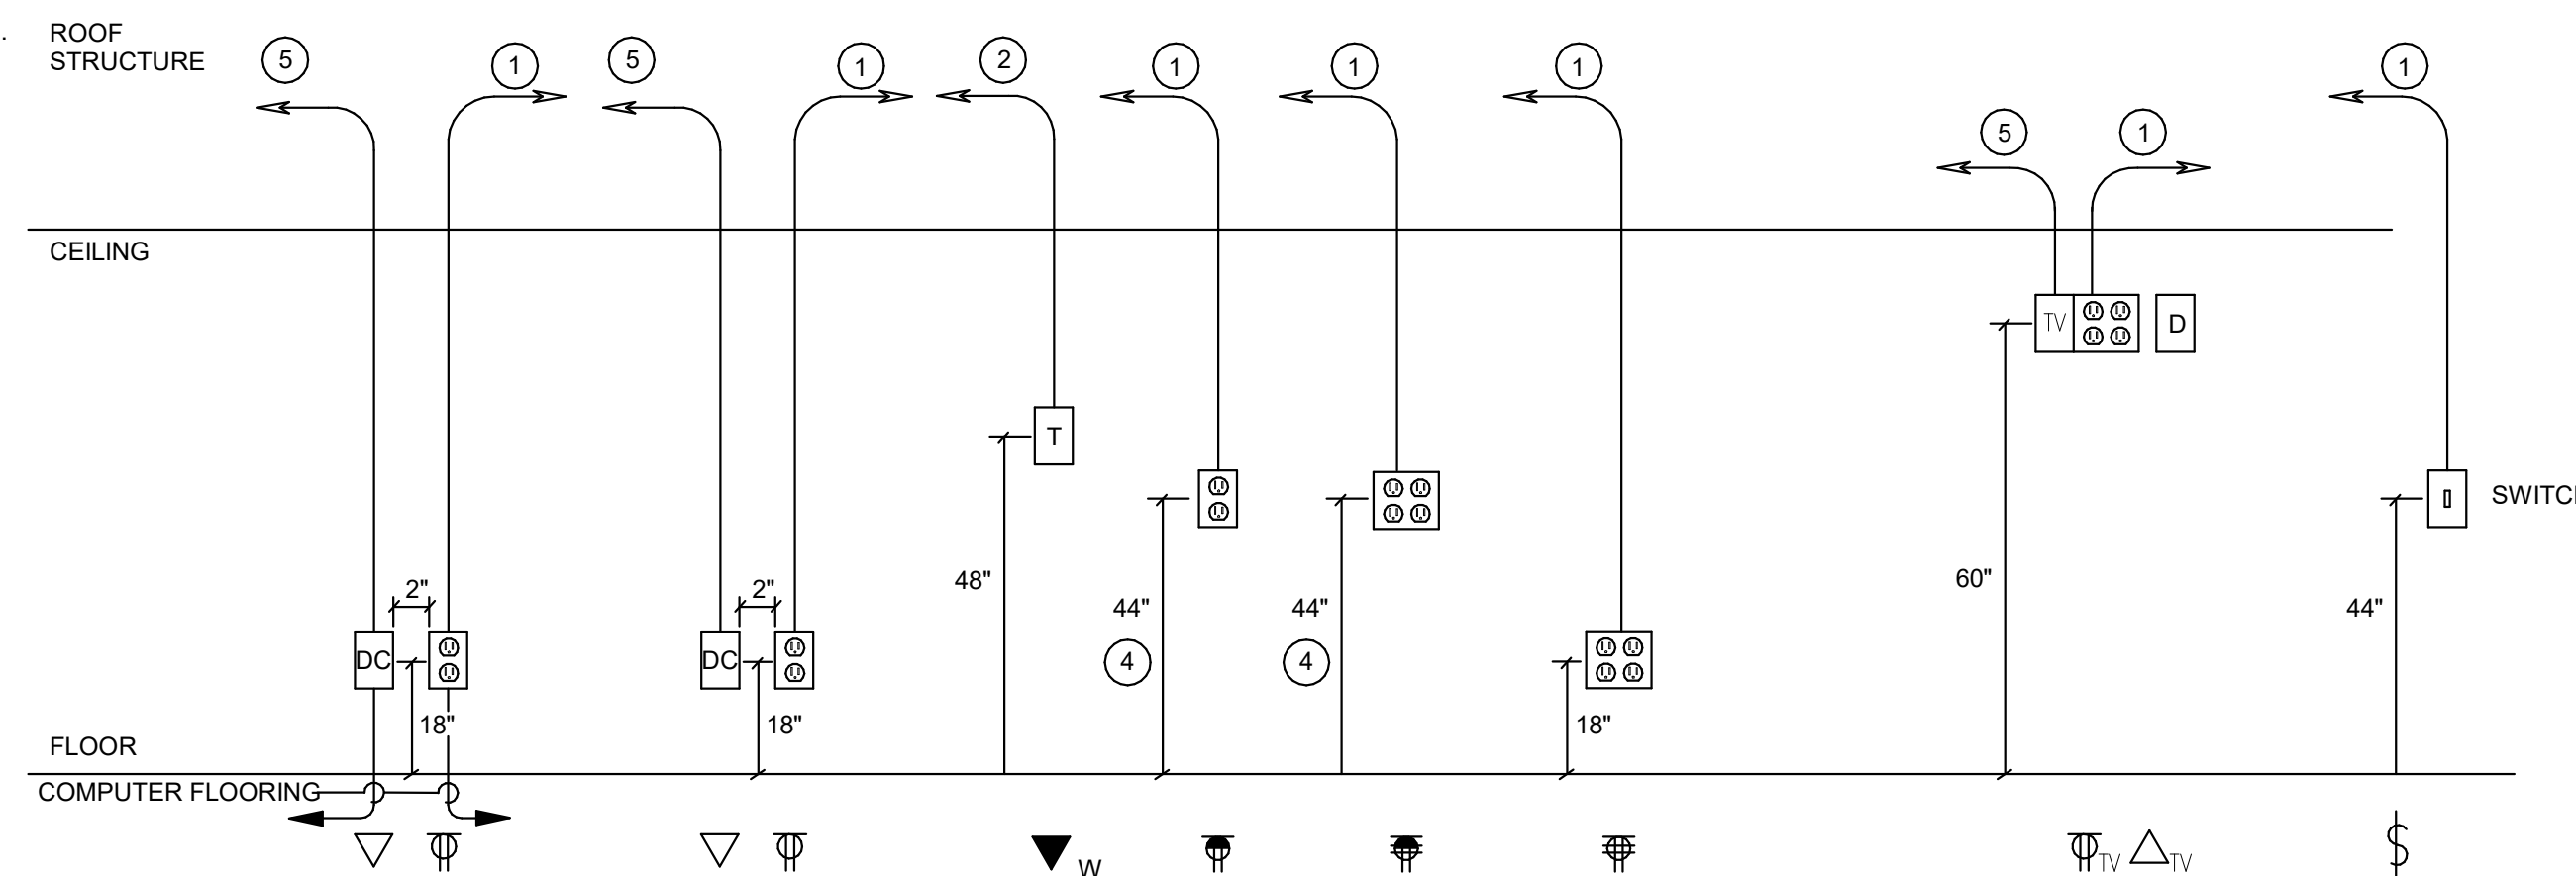 ROOF
STRUCTURE
5
1
5
1
2
1
1
1
5
1
1
CEILING
TV
D
T
SWITCH
2"
2"
48"
44"
44"
60"
44"
DC
DC
4
4
18"
18"
18"
FLOOR
COMPUTER FLOORING
W
TV
TV